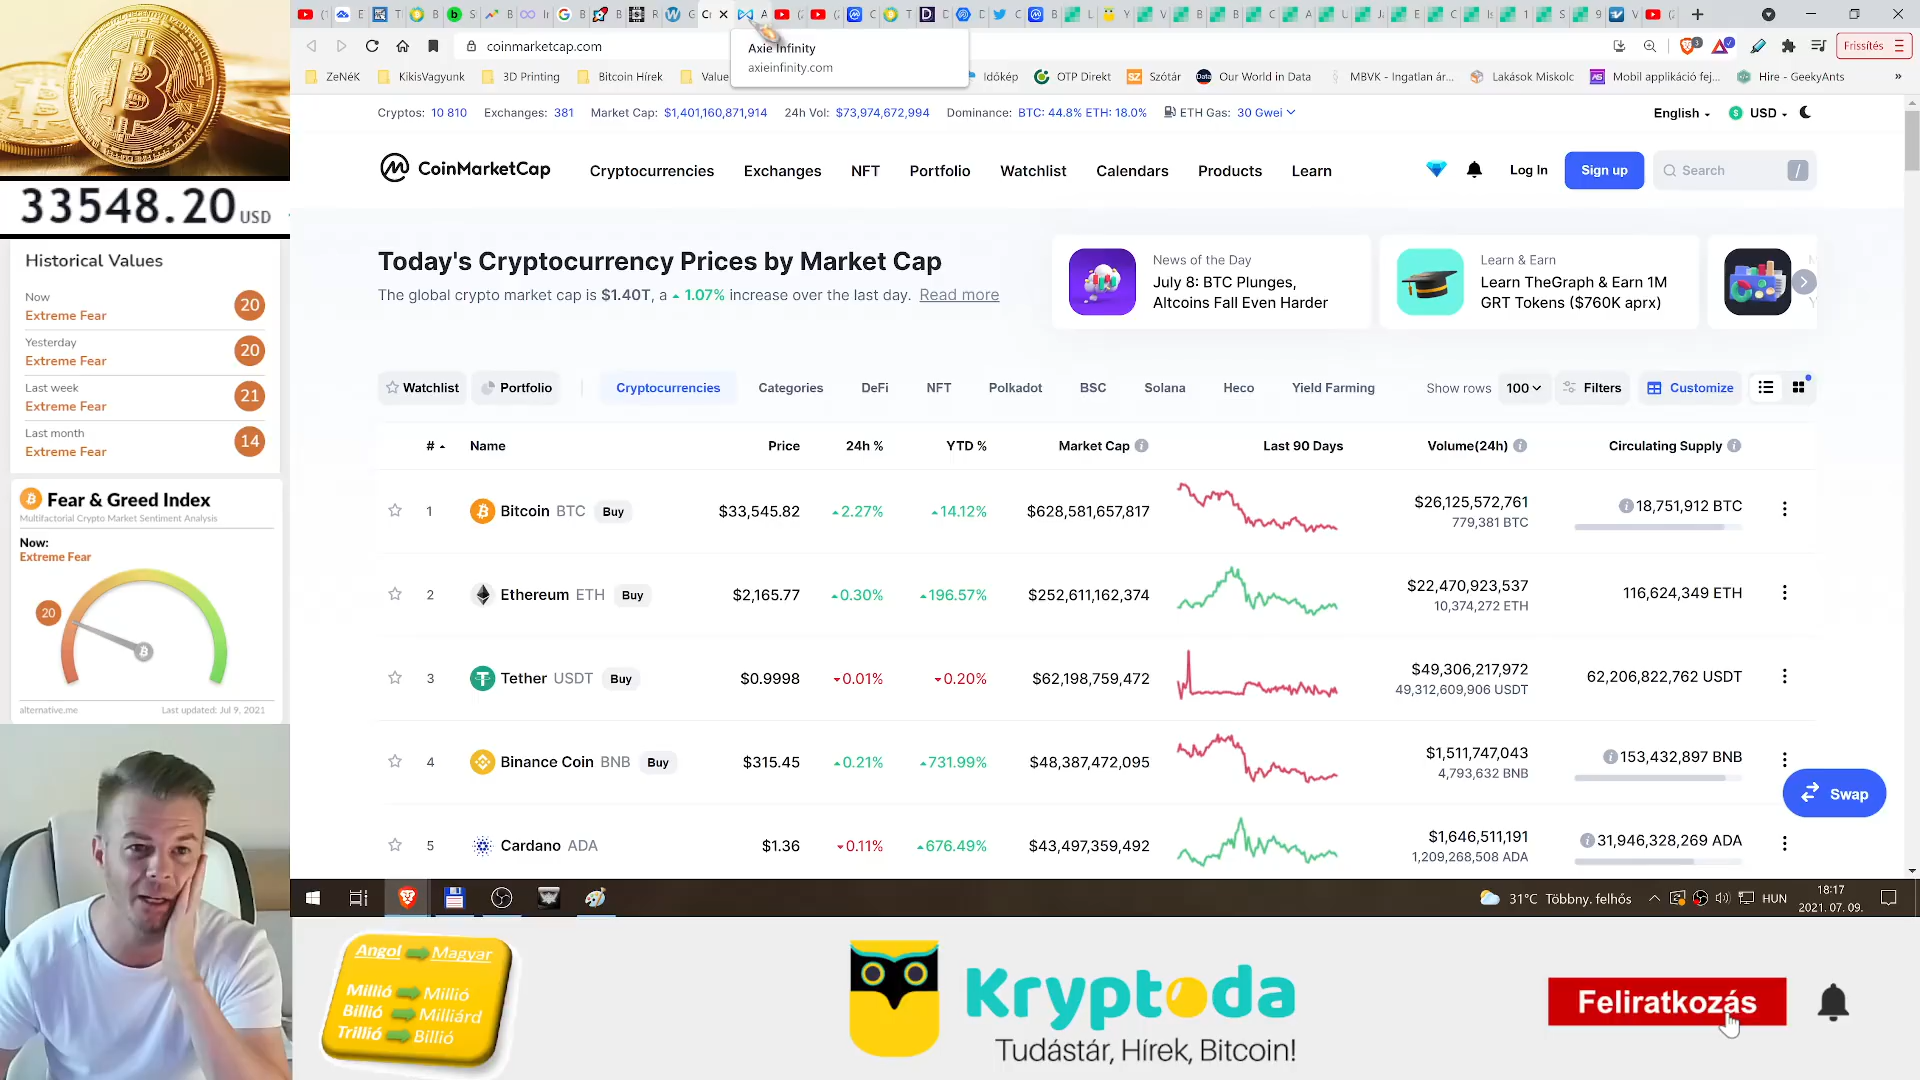 coinmarketcap.com
Axie Infinity
axieinfinity.com
Frissítés
ZeNéK
KikisVagyunk
3D Printing
Bitcoin Hírek
Value
Időkép
OTP Direkt
Szótár
Our World in Data
MBVK - Ingatlan ár...
Lakások Miskolc
Mobil applikáció fej...
Hire - GeekyAnts
Cryptos: 10 810 Exchanges: 381 Market Cap: $1,401,160,871,914 24h Vol: $73,974,672,994 Dominance: BTC: 44.8% ETH: 18.0% ETH Gas: 30 Gwei
English
USD
CoinMarketCap
Cryptocurrencies Exchanges NFT Portfolio Watchlist Calendars Products Learn
Log In
Sign up
Search /
33548.20 USD
Historical Values
Now
Extreme Fear
20
Yesterday
Extreme Fear
20
Last week
Extreme Fear
21
Last month
Extreme Fear
14
Fear & Greed Index
Multifactorial Crypto Market Sentiment Analysis
Now:
Extreme Fear
20
alternative.me Last updated: Jul 9, 2021
Today's Cryptocurrency Prices by Market Cap
The global crypto market cap is $1.40T, a 1.07% increase over the last day. Read more
News of the Day
July 8: BTC Plunges,
Altcoins Fall Even Harder
Learn & Earn
Learn TheGraph & Earn 1M
GRT Tokens ($760K aprx)
Watchlist Portfolio Cryptocurrencies Categories DeFi NFT Polkadot BSC Solana Heco Yield Farming Show rows 100 Filters Customize
# Name Price 24h % YTD % Market Cap Last 90 Days Volume(24h) Circulating Supply
1 Bitcoin BTC Buy $33,545.82 2.27% 14.12% $628,581,657,817 $26,125,572,761 18,751,912 BTC
779,381 BTC
2 Ethereum ETH Buy $2,165.77 0.30% 196.57% $252,611,162,374 $22,470,923,537 116,624,349 ETH
10,374,272 ETH
3 Tether USDT Buy $0.9998 0.01% 0.20% $62,198,759,472 $49,306,217,972 62,206,822,762 USDT
49,312,609,906 USDT
4 Binance Coin BNB Buy $315.45 0.21% 731.99% $48,387,472,095 $1,511,747,043 153,432,897 BNB
4,793,632 BNB
5 Cardano ADA $1.36 0.11% 676.49% $43,497,359,492 $1,646,511,191 31,946,328,269 ADA
1,209,268,508 ADA
Swap
31°C Többny. felhős
HUN
18:17
2021. 07. 09.
Angol Magyar
Millió Millió
Billió Milliárd
Trillió Billió
Kryptoda
Tudástár, Hírek, Bitcoin!
Feliratkozás